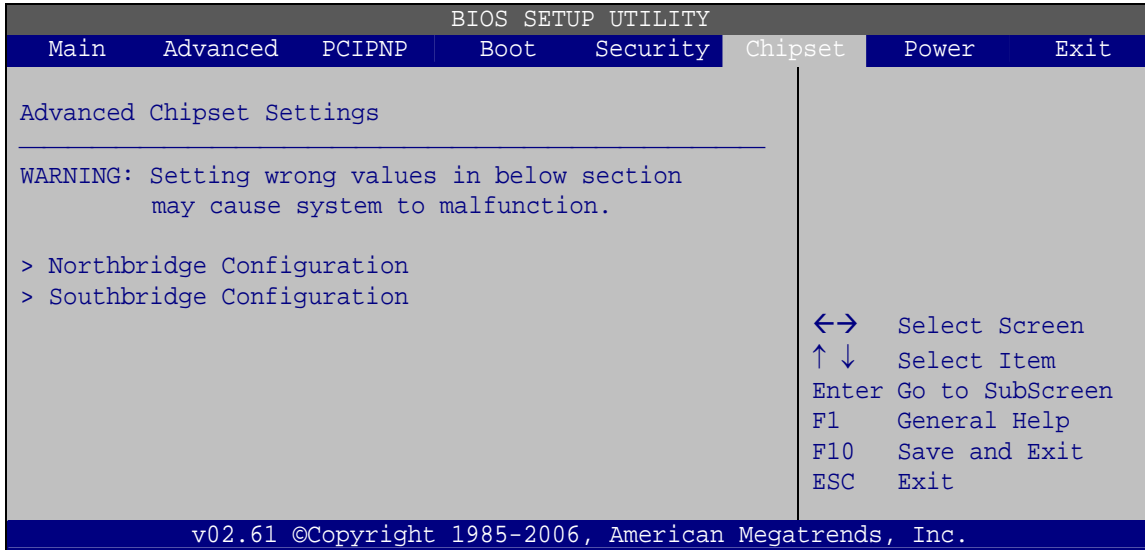 BIOS SETUP UTILITY
Main Advanced PCIPNP Boot Security Chipset Power Exit
Advanced Chipset Settings
WARNING: Setting wrong values in below section
may cause system to malfunction.
> Northbridge Configuration
> Southbridge Configuration
←→ Select Screen
↑ ↓ Select Item
Enter Go to SubScreen
F1 General Help
F10 Save and Exit
ESC Exit
v02.61 ©Copyright 1985-2006, American Megatrends, Inc.